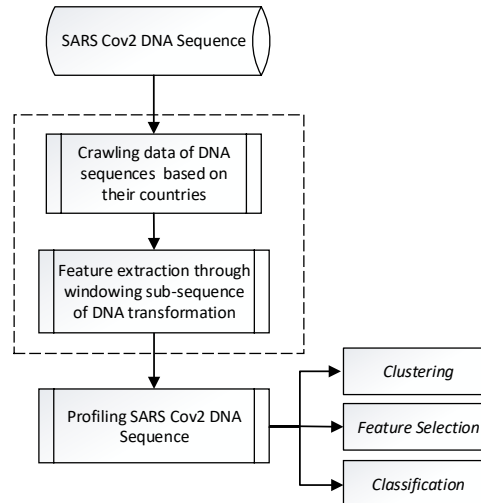 SARS Cov2 DNA Sequence
Crawling data of DNA
sequences based on
their countries
Feature extraction through
windowing sub-sequence
of DNA transformation
Profiling SARS Cov2 DNA
Sequence
Clustering
Feature Selection
Classification